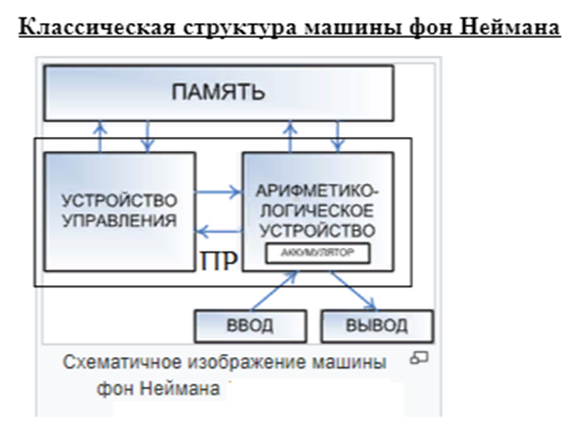 Классическая структура машины фон Неймана
ПАМЯТЬ
УСТРОЙСТВО
УПРАВЛЕНИЯ
АРИФМЕТИКО-
ЛОГИЧЕСКОЕ
УСТРОЙСТВО
АККУМУЛЯТОР
ПР
ВВОД
ВЫВОД
Схематичное изображение машины
фон Неймана